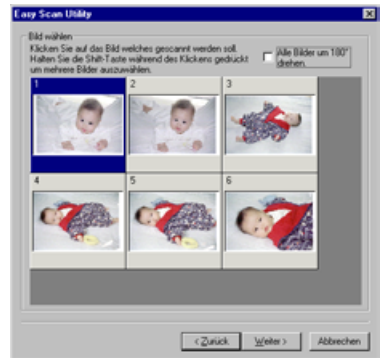 Easy Scan Utility
Bild wählen
Klicken Sie auf das Bild welches gescannt werden soll.
Halten Sie die Shift-Taste während des Klickens gedrückt
um mehrere Bilder auszuwählen.
Alle Bilder um 180°
drehen.
1 2 3
4 5 6
< Zurück Weiter > Abbrechen